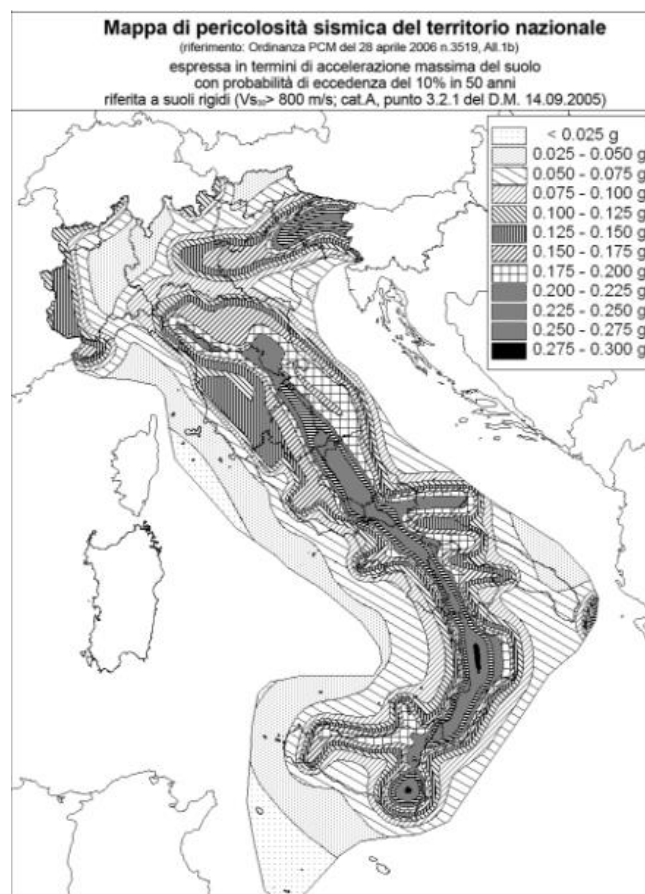 Mappa di pericolosità sismica del territorio nazionale
(riferimento: Ordinanza PCM del 28 aprile 2006 n.3519, All.1b)
espressa in termini di accelerazione massima del suolo
con probabilità di eccedenza del 10% in 50 anni
riferita a suoli rigidi (Vs₃₀> 800 m/s; cat.A, punto 3.2.1 del D.M. 14.09.2005)
< 0.025 g
0.025 - 0.050 g
0.050 - 0.075 g
0.075 - 0.100 g
0.100 - 0.125 g
0.125 - 0.150 g
0.150 - 0.175 g
0.175 - 0.200 g
0.200 - 0.225 g
0.225 - 0.250 g
0.250 - 0.275 g
0.275 - 0.300 g